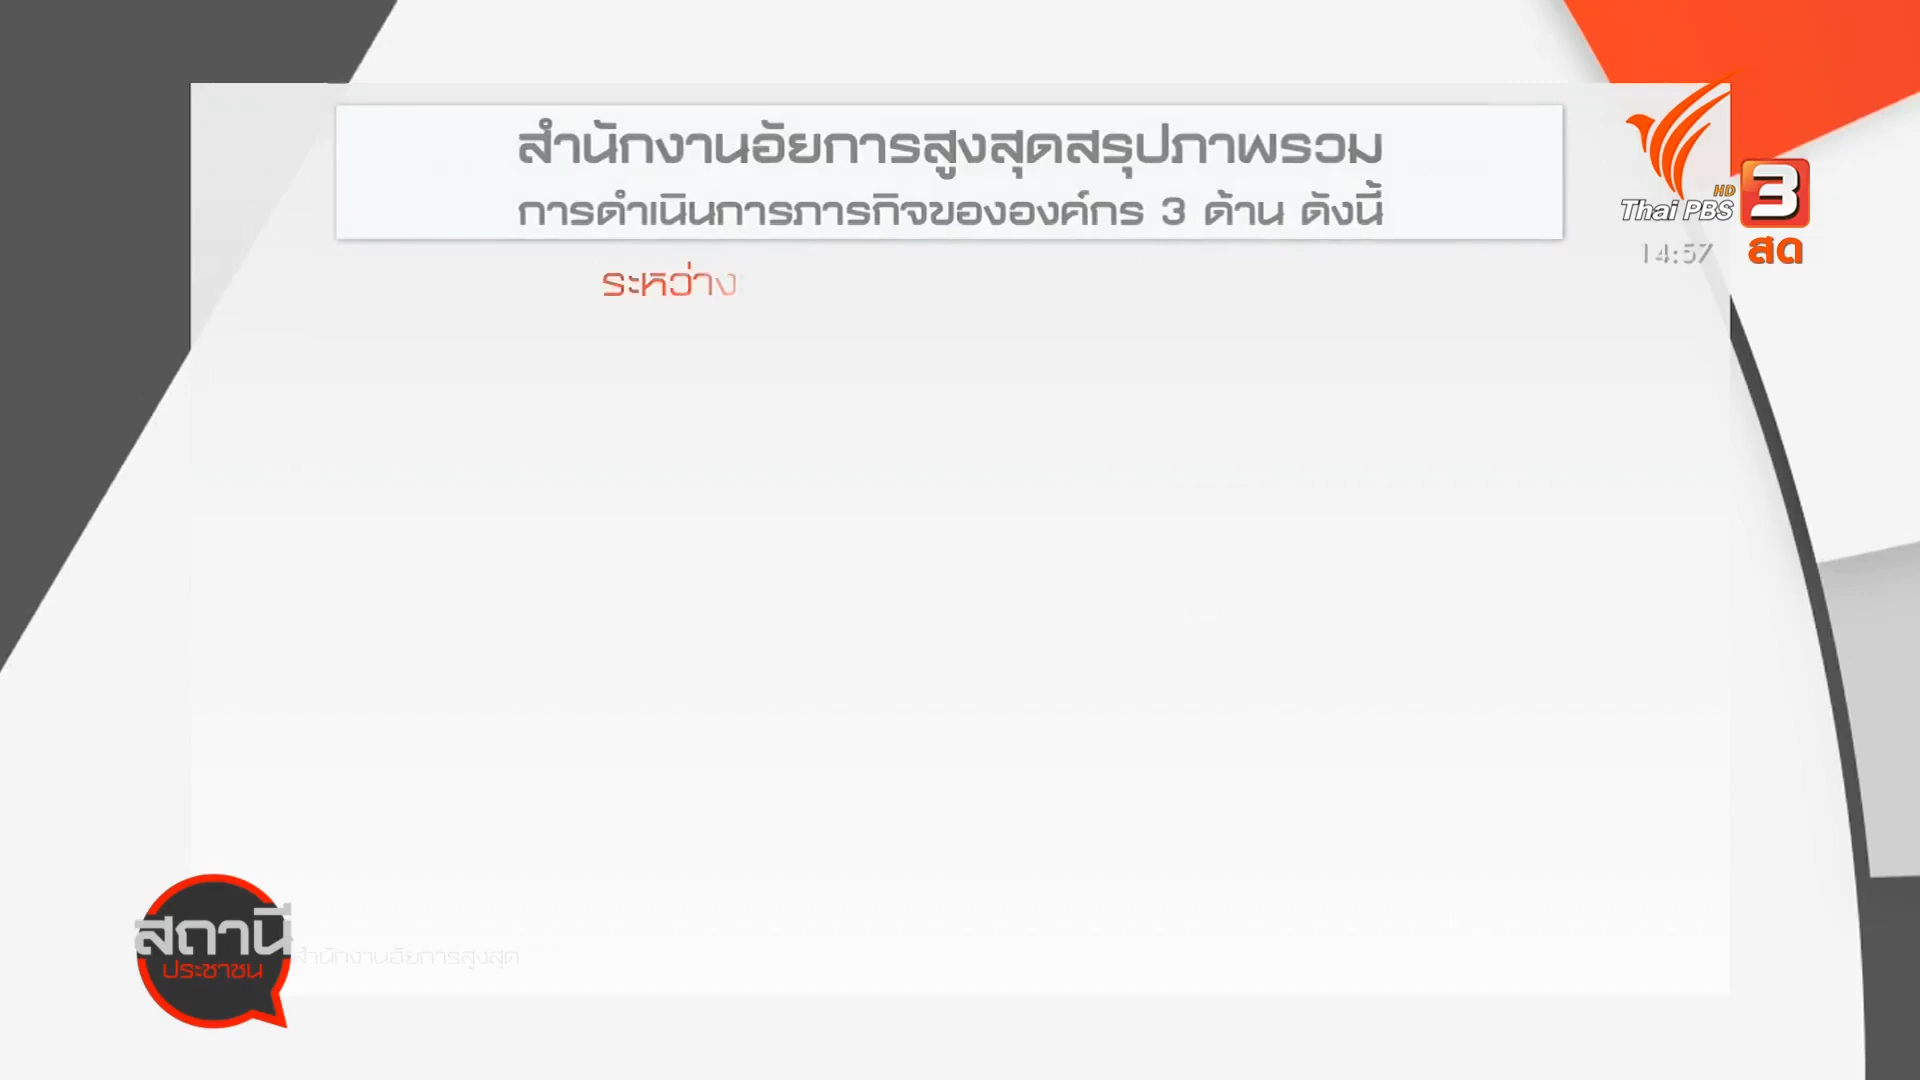 สำนักงานอัยการสูงสุดสรุปภาพรวม
การดำเนินการภารกิจขององค์กร 3 ด้าน ดังนี้
ระหว่าง
HD
Thai PBS 3
14:57 สด
สถานี
ประชาชน
สำนักงานอัยการสูงสุด